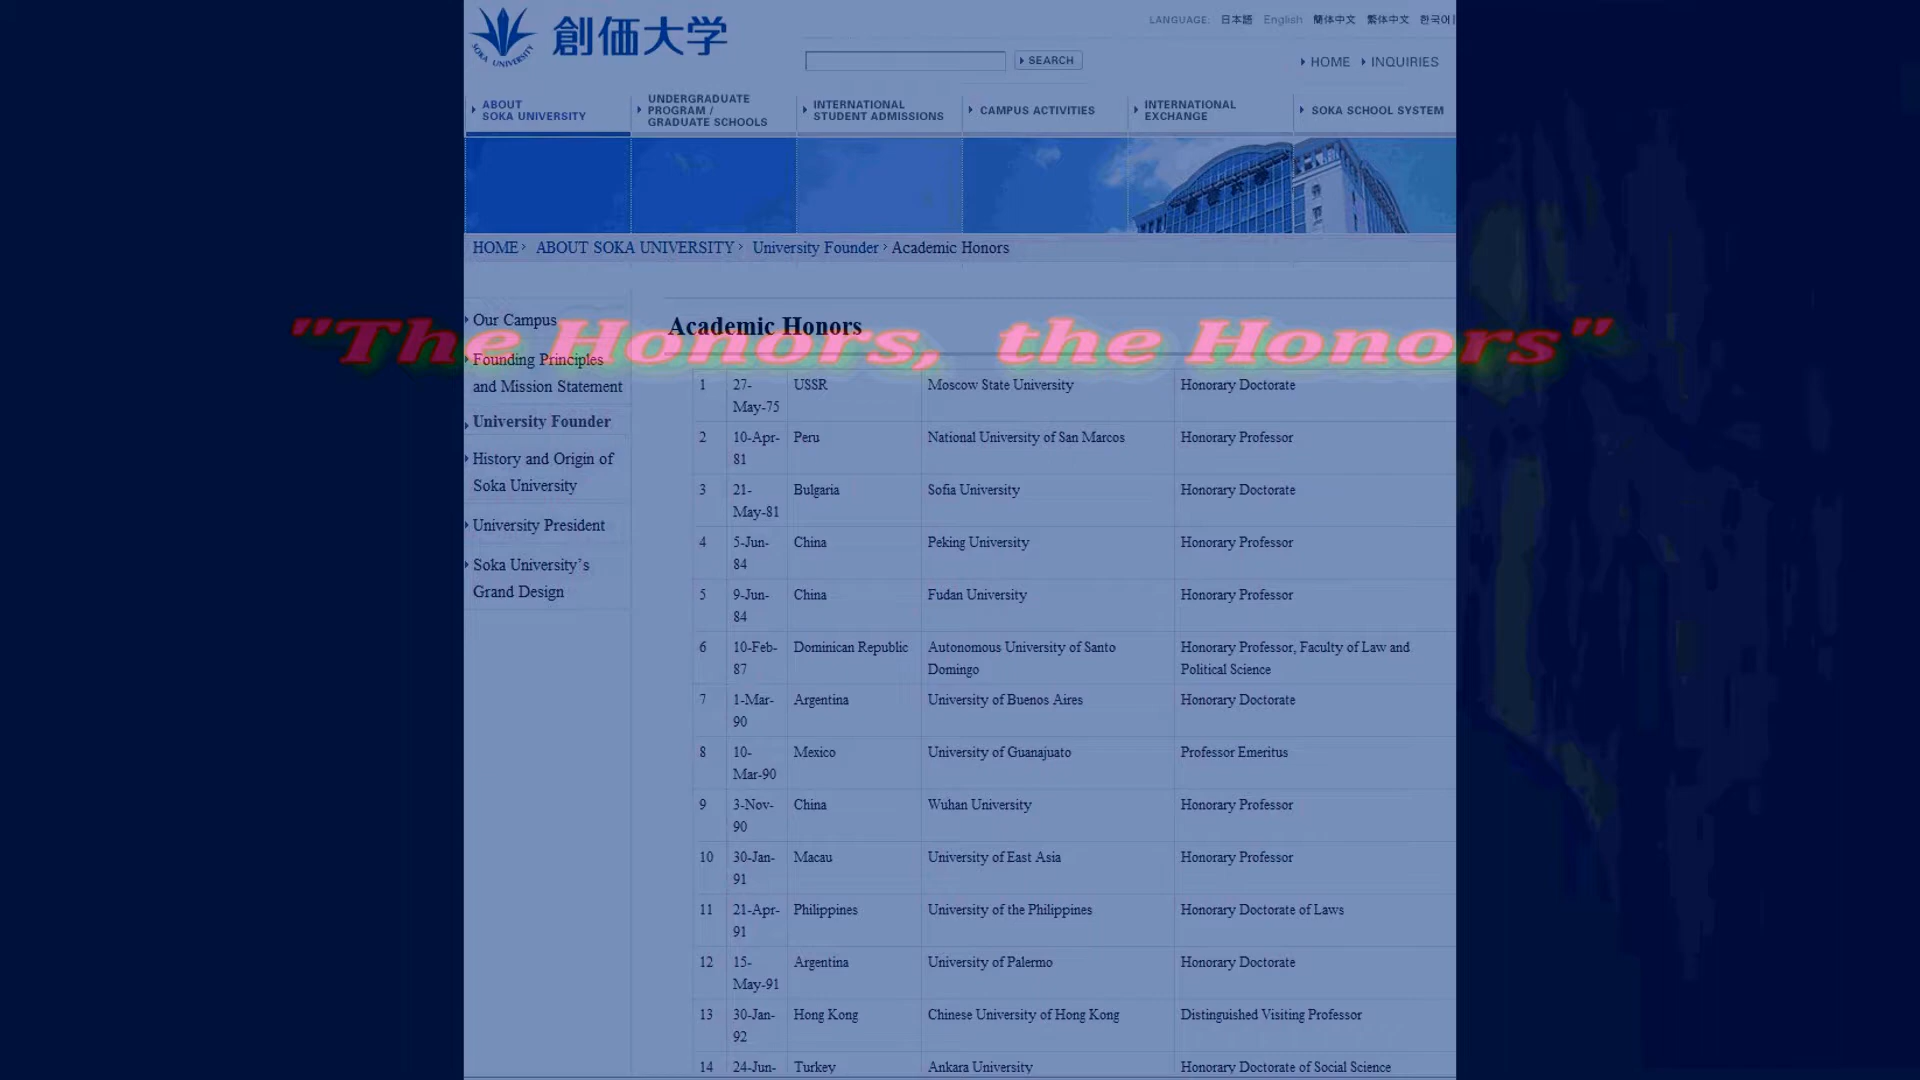 創価大学
SOKA UNIVERSITY
LANGUAGE: 日本語 English 簡体中文 繁体中文 한국어
SEARCH
HOME INQUIRIES
ABOUT
SOKA UNIVERSITY
UNDERGRADUATE
PROGRAM /
GRADUATE SCHOOLS
INTERNATIONAL
STUDENT ADMISSIONS
CAMPUS ACTIVITIES
INTERNATIONAL
EXCHANGE
SOKA SCHOOL SYSTEM
HOME› ABOUT SOKA UNIVERSITY› University Founder› Academic Honors
Our Campus
Founding Principles
and Mission Statement
University Founder
History and Origin of
Soka University
University President
Soka University's
Grand Design
Academic Honors
"The Honors, the Honors"
1 27- USSR Moscow State University Honorary Doctorate
May-75
2 10-Apr- Peru National University of San Marcos Honorary Professor
81
3 21- Bulgaria Sofia University Honorary Doctorate
May-81
4 5-Jun- China Peking University Honorary Professor
84
5 9-Jun- China Fudan University Honorary Professor
84
6 10-Feb- Dominican Republic Autonomous University of Santo Honorary Professor, Faculty of Law and
87 Domingo Political Science
7 1-Mar- Argentina University of Buenos Aires Honorary Doctorate
90
8 10- Mexico University of Guanajuato Professor Emeritus
Mar-90
9 3-Nov- China Wuhan University Honorary Professor
90
10 30-Jan- Macau University of East Asia Honorary Professor
91
11 21-Apr- Philippines University of the Philippines Honorary Doctorate of Laws
91
12 15- Argentina University of Palermo Honorary Doctorate
May-91
13 30-Jan- Hong Kong Chinese University of Hong Kong Distinguished Visiting Professor
92
14 24-Jun- Turkey Ankara University Honorary Doctorate of Social Science